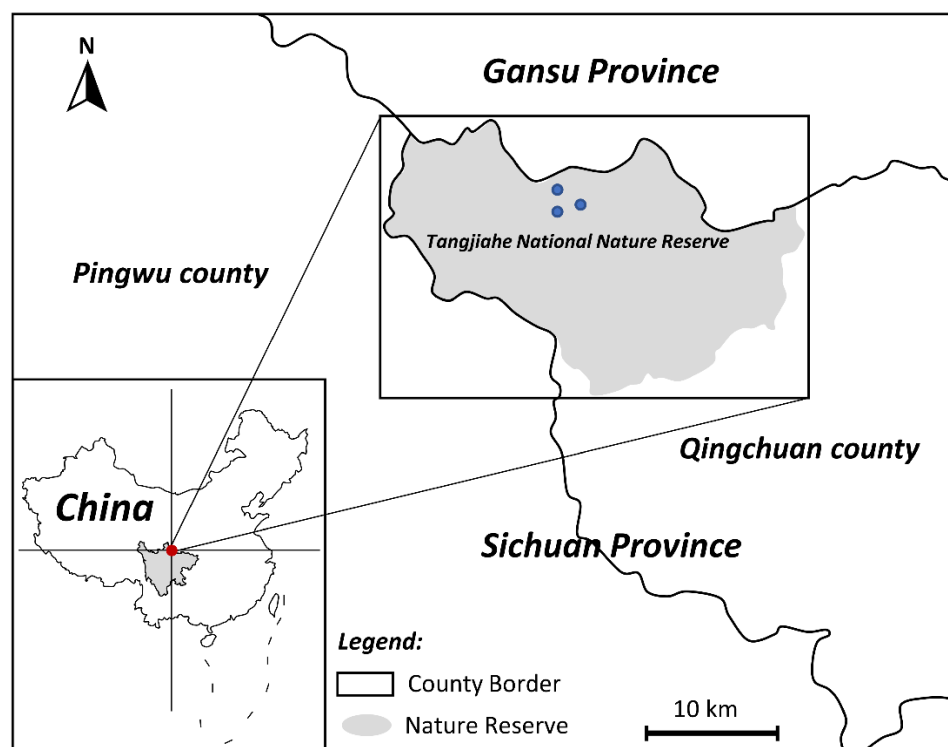 N
Gansu Province
Tangjiahe National Nature Reserve
Pingwu county
Qingchuan county
China
Sichuan Province
Legend:
County Border
Nature Reserve
10 km